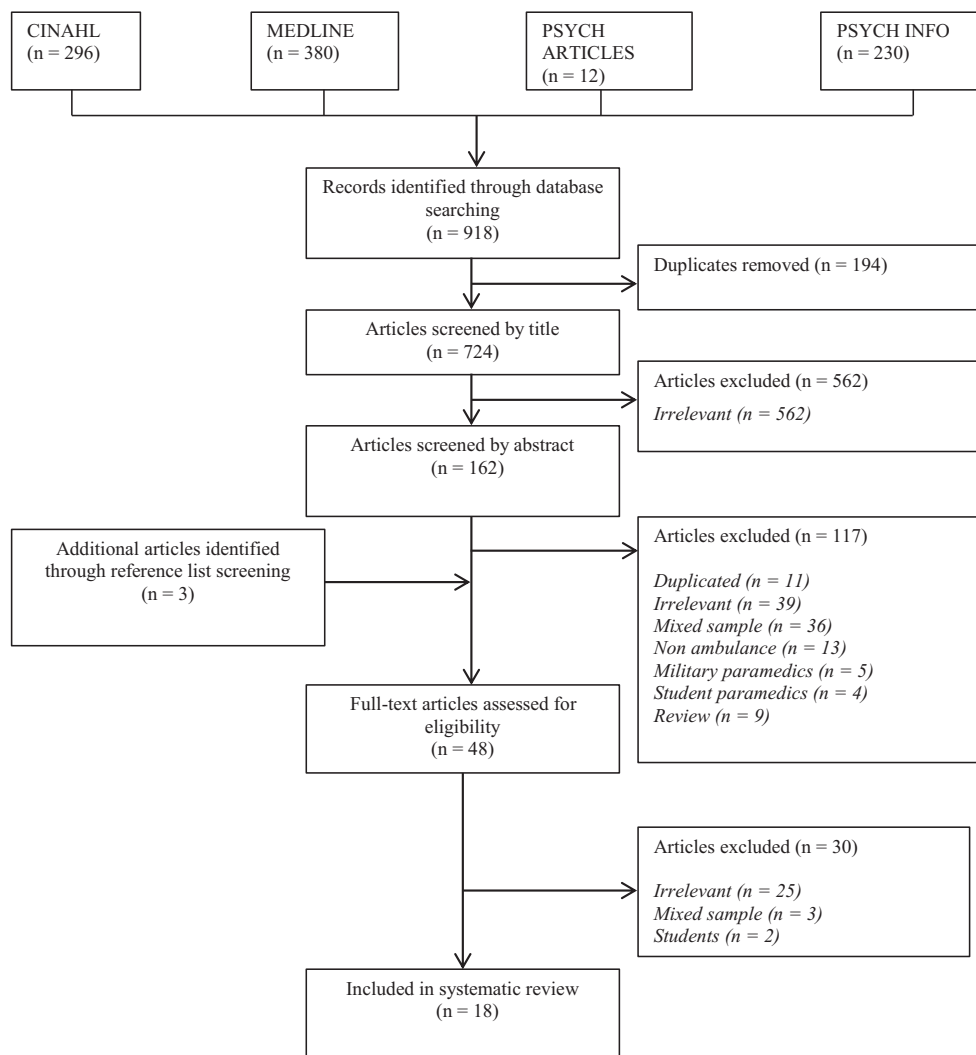 CINAHL
(n = 296)
MEDLINE
(n = 380)
PSYCH
ARTICLES
(n = 12)
PSYCH INFO
(n = 230)
Records identified through database
searching
(n = 918)
Duplicates removed (n = 194)
Articles screened by title
(n = 724)
Articles excluded (n = 562)
Irrelevant (n = 562)
Articles screened by abstract
(n = 162)
Additional articles identified
through reference list screening
(n = 3)
Articles excluded (n = 117)
Duplicated (n = 11)
Irrelevant (n = 39)
Mixed sample (n = 36)
Non ambulance (n = 13)
Military paramedics (n = 5)
Student paramedics (n = 4)
Review (n = 9)
Full-text articles assessed for
eligibility
(n = 48)
Articles excluded (n = 30)
Irrelevant (n = 25)
Mixed sample (n = 3)
Students (n = 2)
Included in systematic review
(n = 18)